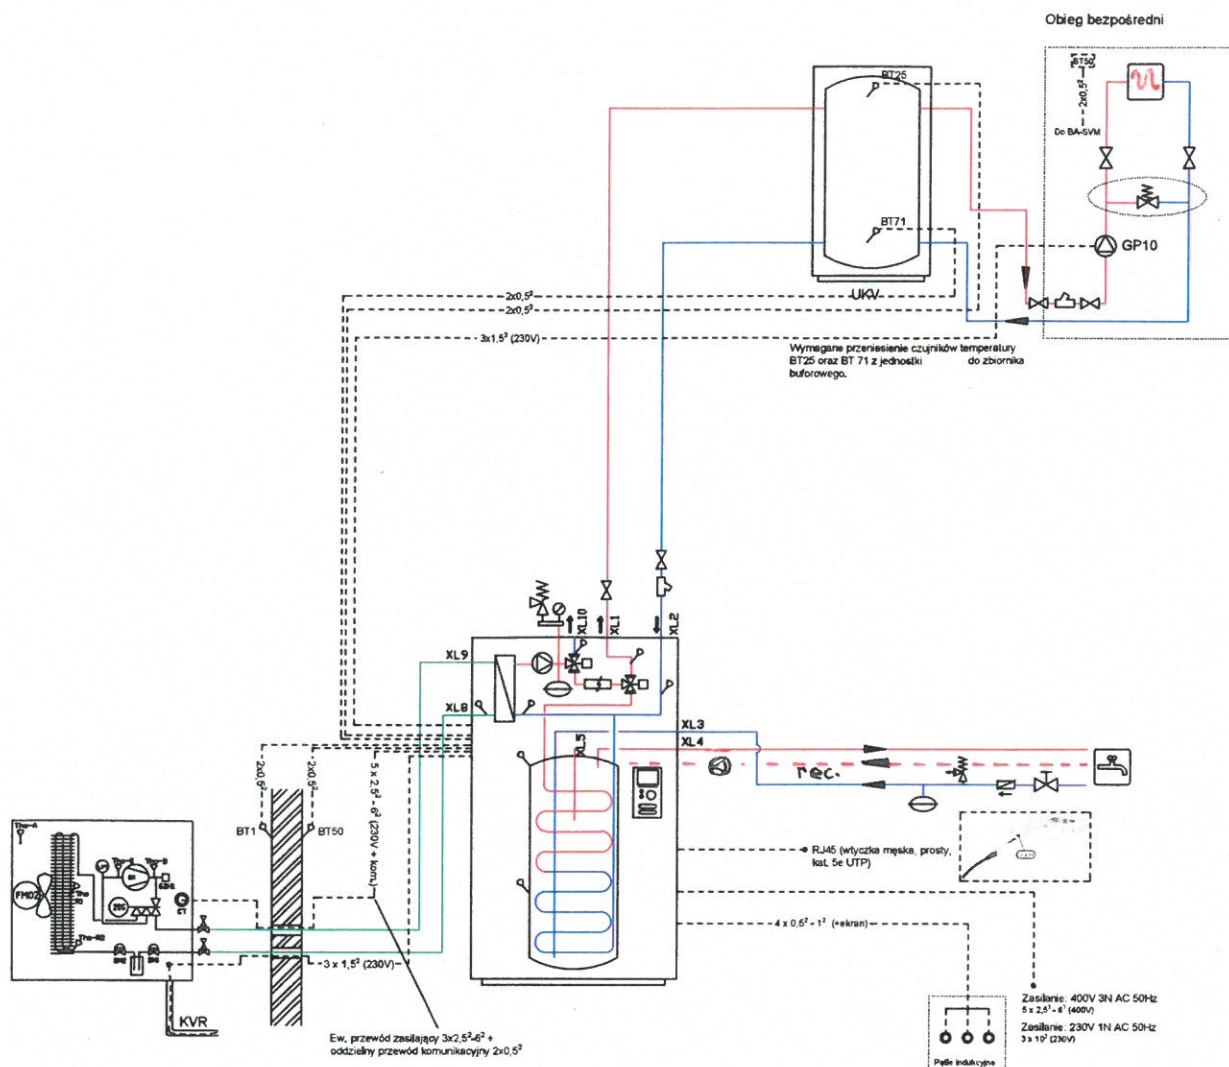 Obieg bezpośredni
BT50
2x0,5²
Do BA-SVM
BT25
BT71
GP10
UKV
2x0,5²
2x0,5²
3x1,5² (230V)
Wymagane przeniesienie czujników temperatury
BT25 oraz BT 71 z jednostki do zbiornika
buforowego.
XL10
XL1
XL2
XL9
XL8
XL3
XL4
XL5
rec.
2x0,5²
2x0,5²
5 x 2,5² - 6² (230V + kom.)
BT1
BT50
Tho-A
FM02
CT
Tho-R2
3 x 1,5² (230V)
KVR
RJ45 (wtyczka męska, prosty,
kat. 5e UTP)
4 x 0,5² - 1² (+ekran)
Ew. przewód zasilający 3x2,5²-6² +
oddzielny przewód komunikacyjny 2x0,5²
Pętle indukcyjne
Zasilanie: 400V 3N AC 50Hz
5 x 2,5² - 6² (400V)
Zasilanie: 230V 1N AC 50Hz
3 x 10² (230V)